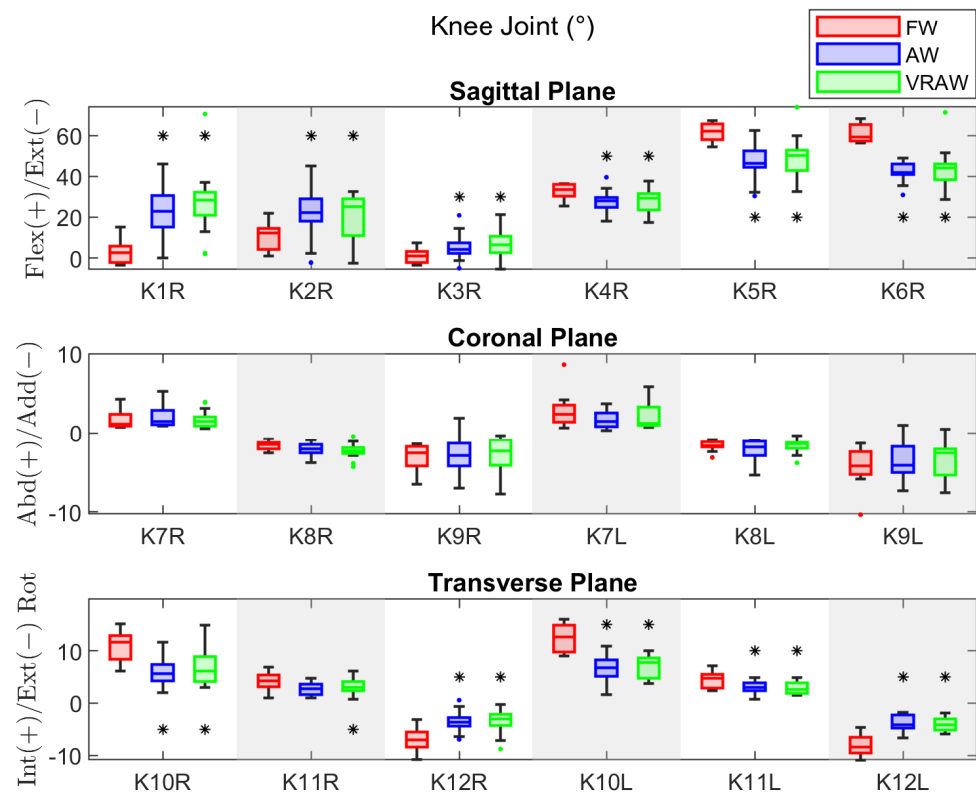 Knee Joint (°)
FW
AW
VRAW
Sagittal Plane
Flex(+)/Ext(−)
60
40
20
0
* * * * * * * *
* * * *
K1R K2R K3R K4R K5R K6R
Coronal Plane
Abd(+)/Add(−)
10
0
-10
K7R K8R K9R K7L K8L K9L
Transverse Plane
Int(+)/Ext(−) Rot
10
0
-10
* * * * * * * *
* * *
K10R K11R K12R K10L K11L K12L